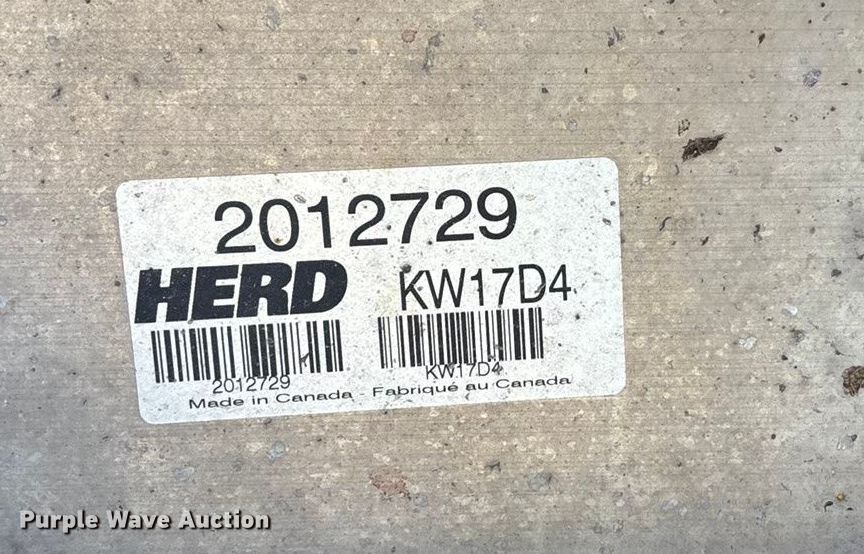 2012729
HERD KW17D4
2012729 KW17D4
Made in Canada - Fabriqué au Canada
Purple Wave Auction